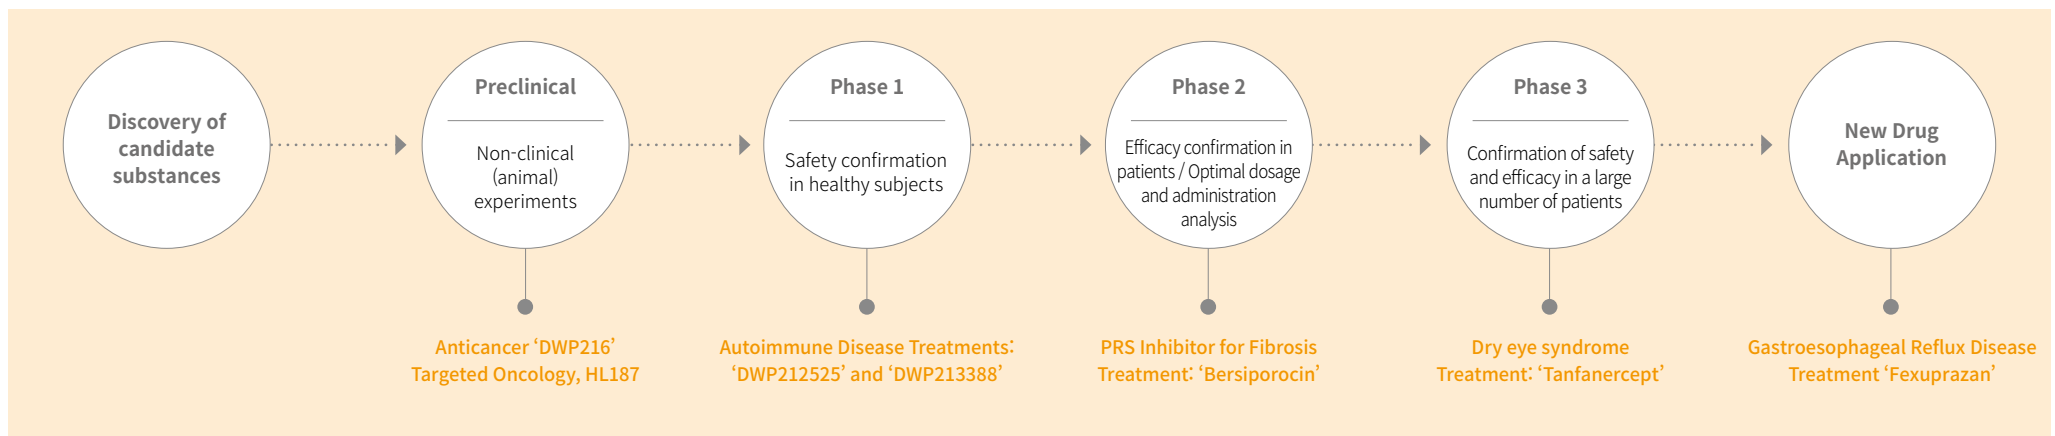 Discovery of
candidate
substances
Preclinical
Non-clinical
(animal)
experiments
Anticancer ‘DWP216’
Targeted Oncology, HL187
Phase 1
Safety confirmation
in healthy subjects
Autoimmune Disease Treatments:
‘DWP212525’ and ‘DWP213388’
Phase 2
Efficacy confirmation in
patients / Optimal dosage
and administration
analysis
PRS Inhibitor for Fibrosis
Treatment: ‘Bersiporocin’
Phase 3
Confirmation of safety
and efficacy in a large
number of patients
Dry eye syndrome
Treatment: ‘Tanfanercept’
New Drug
Application
Gastroesophageal Reflux Disease
Treatment ‘Fexuprazan’